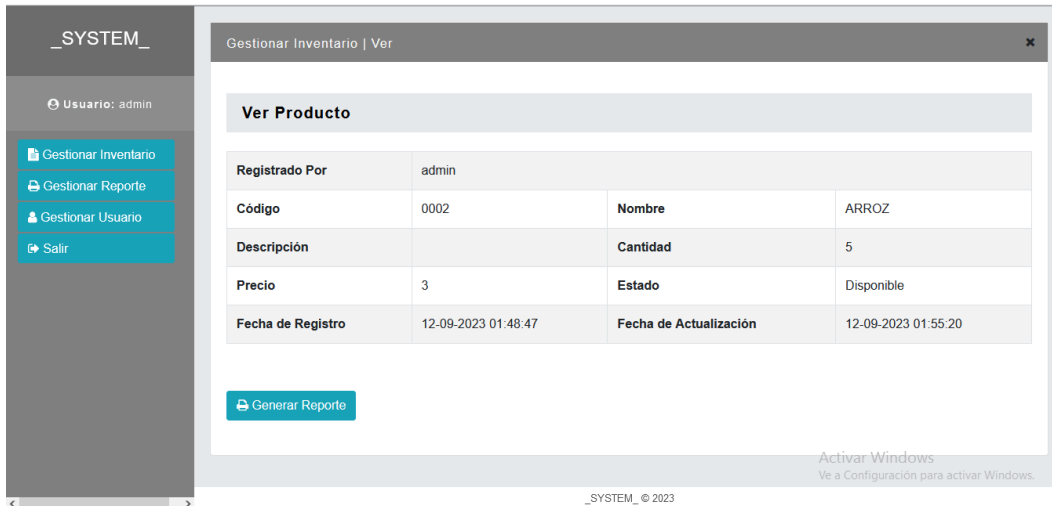 _SYSTEM_
Usuario: admin
Gestionar Inventario
Gestionar Reporte
Gestionar Usuario
Salir
Gestionar Inventario | Ver
Ver Producto
Registrado Por admin
Código 0002 Nombre ARROZ
Descripción Cantidad 5
Precio 3 Estado Disponible
Fecha de Registro 12-09-2023 01:48:47 Fecha de Actualización 12-09-2023 01:55:20
Generar Reporte
Activar Windows
Ve a Configuración para activar Windows.
_SYSTEM_ © 2023